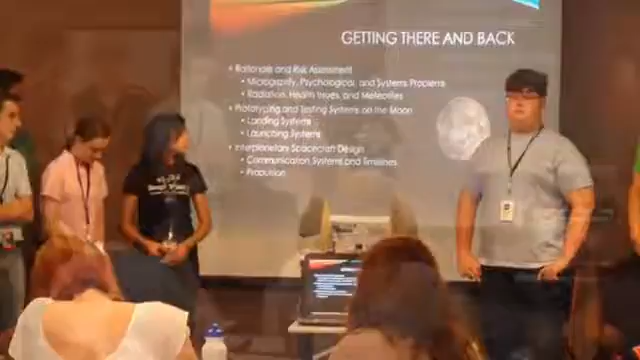 GETTING THERE AND BACK
• Rationale and Risk Assessment
• Micrograpity, Psychological, and Systems Problems
• Radiation, Health Issues, and Meteorites
• Prototyping and Testing Systems on the Moon
• Landing Systems
• Launching Systems
• Interplanetary Spacecraft Design
• Communication Systems and Timelines
• Propulsion